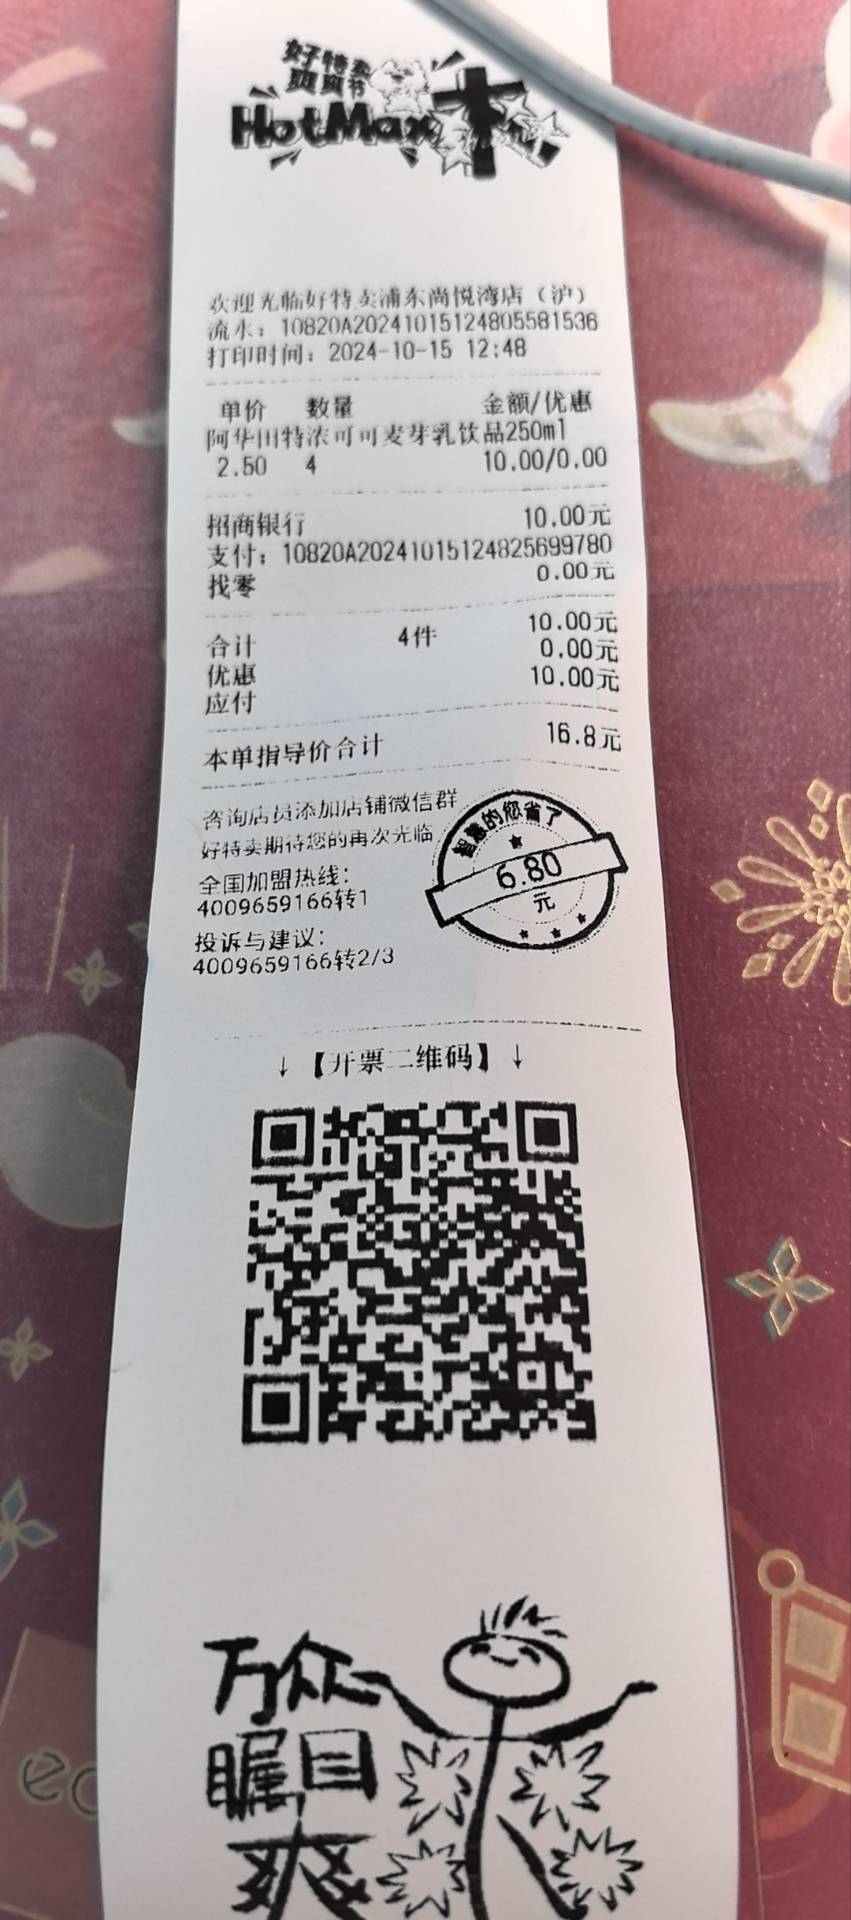 好特卖
爽爽节
HotMaxx
欢迎光临好特卖浦东尚悦湾店（沪）
流水：10820A20241015124805581536
打印时间：2024-10-15 12:48
单价 数量 金额/优惠
阿华田特浓可可麦芽乳饮品250ml
2.50 4 10.00/0.00
招商银行 10.00元
支付：10820A20241015124825699780
找零 0.00元
合计 4件 10.00元
优惠 0.00元
应付 10.00元
本单指导价合计 16.8元
咨询店员添加店铺微信群
好特卖期待您的再次光临
全国加盟热线：
4009659166转1
投诉与建议：
4009659166转2/3
智慧的您省了
6.80
元
↓【开票二维码】↓
万众
瞩目
爽